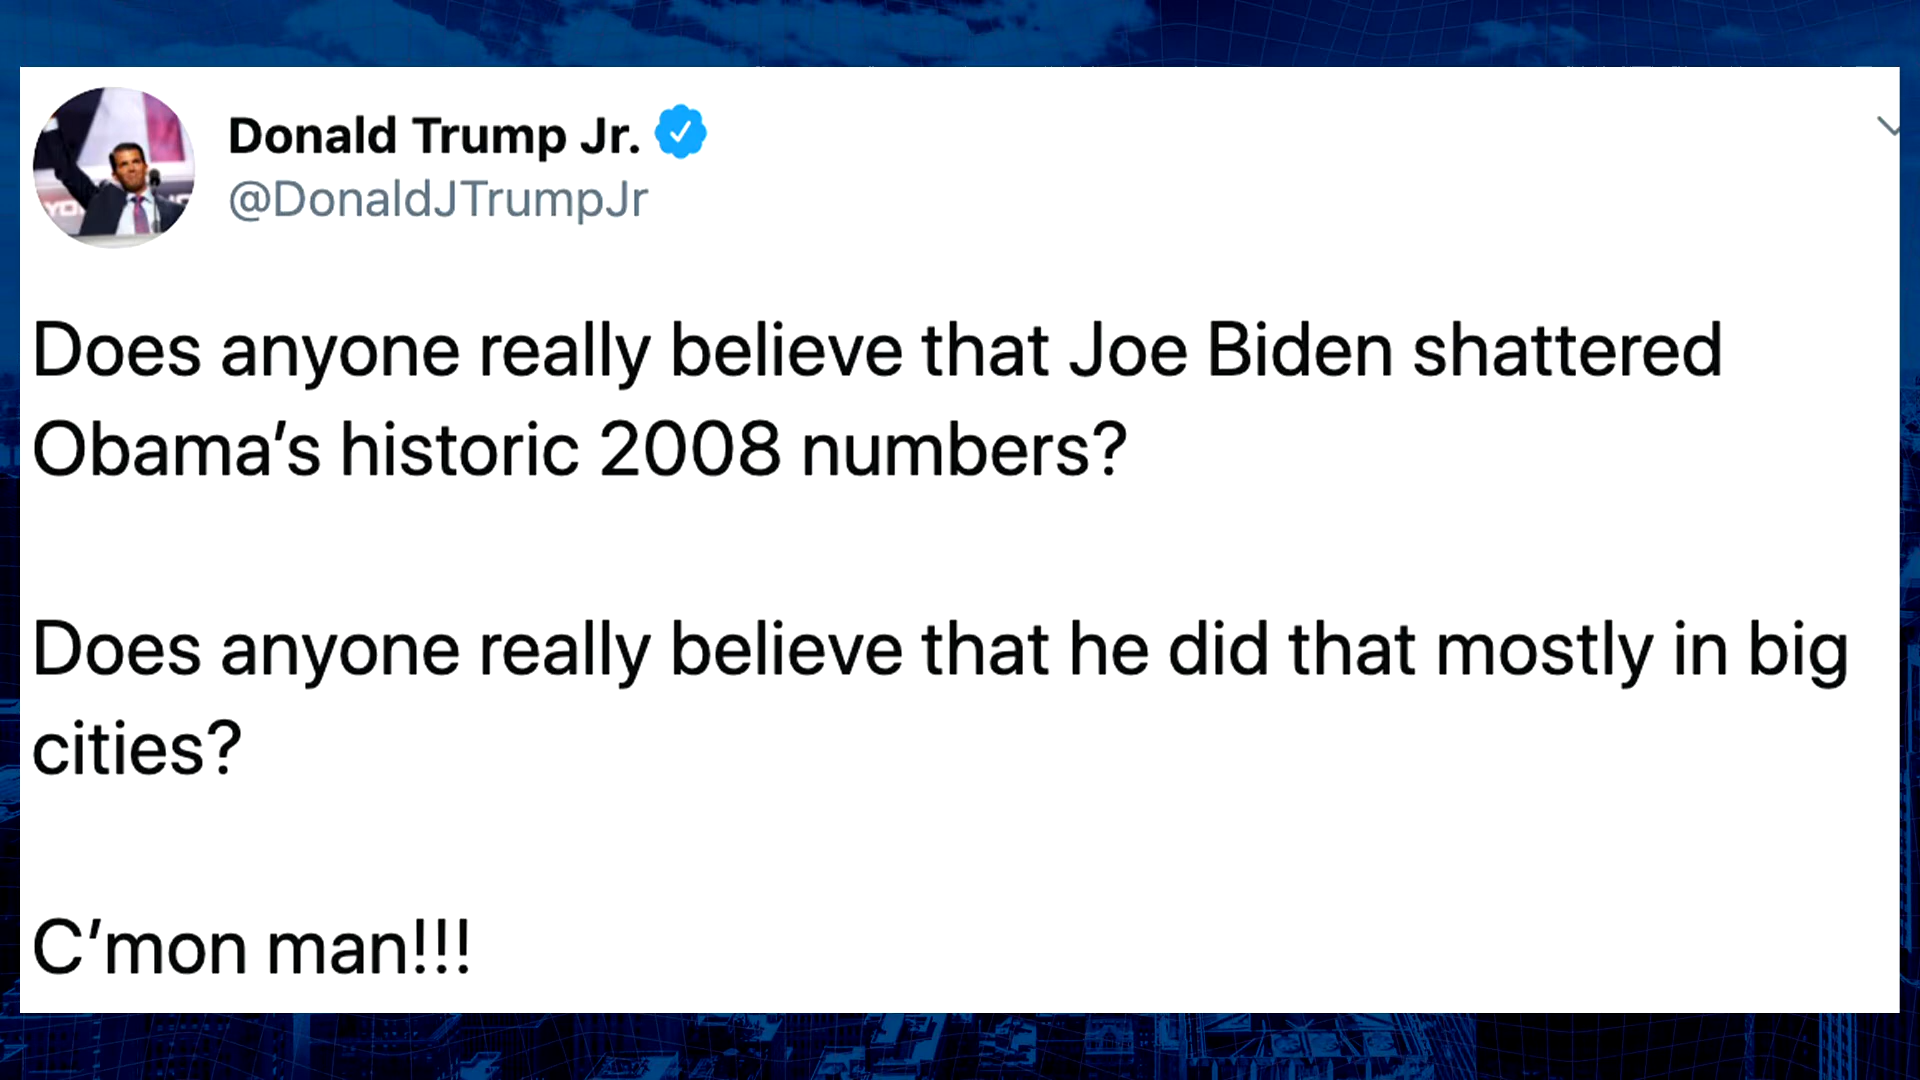 Donald Trump Jr.
@DonaldJTrumpJr
Does anyone really believe that Joe Biden shattered
Obama’s historic 2008 numbers?
Does anyone really believe that he did that mostly in big
cities?
C’mon man!!!